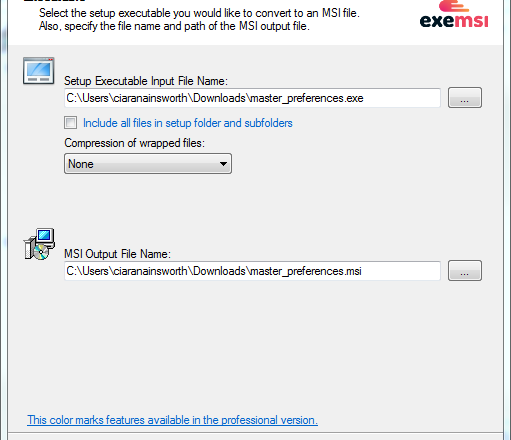 Select the setup executable you would like to convert to an MSI file.
Also, specify the file name and path of the MSI output file.
exemsi
Setup Executable Input File Name:
C:\Users\ciaranainsworth\Downloads\master_preferences.exe
...
Include all files in setup folder and subfolders
Compression of wrapped files:
None
MSI Output File Name:
C:\Users\ciaranainsworth\Downloads\master_preferences.msi
...
This color marks features available in the professional version.